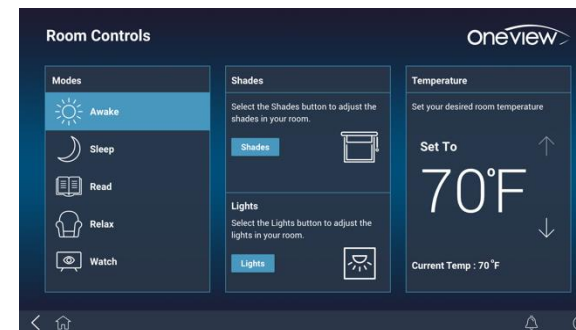 Room Controls
Oneview
Modes
Awake
Sleep
Read
Relax
Watch
Shades
Select the Shades button to adjust the
shades in your room.
Shades
Lights
Select the Lights button to adjust the
lights in your room.
Lights
Temperature
Set your desired room temperature
Set To
70°F
Current Temp : 70 °F